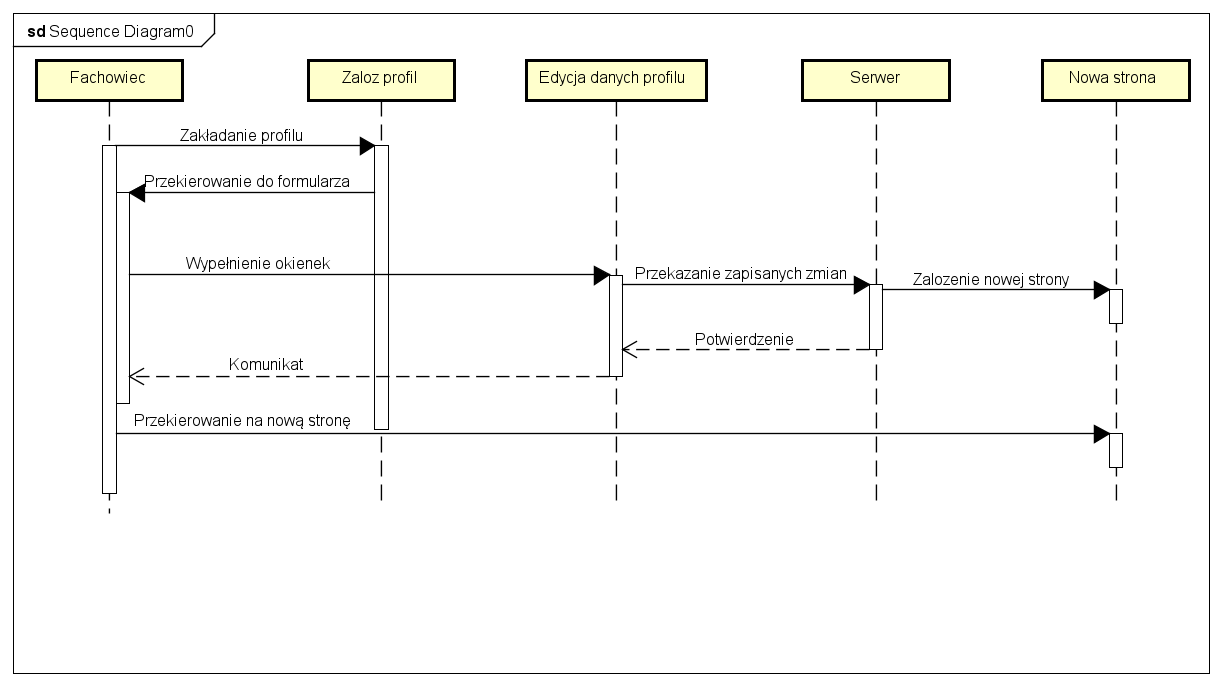 sd Sequence Diagram0
Fachowiec
Zaloz profil
Edycja danych profilu
Serwer
Nowa strona
Zakładanie profilu
Przekierowanie do formularza
Wypełnienie okienek
Przekazanie zapisanych zmian
Zalozenie nowej strony
Potwierdzenie
Komunikat
Przekierowanie na nową stronę